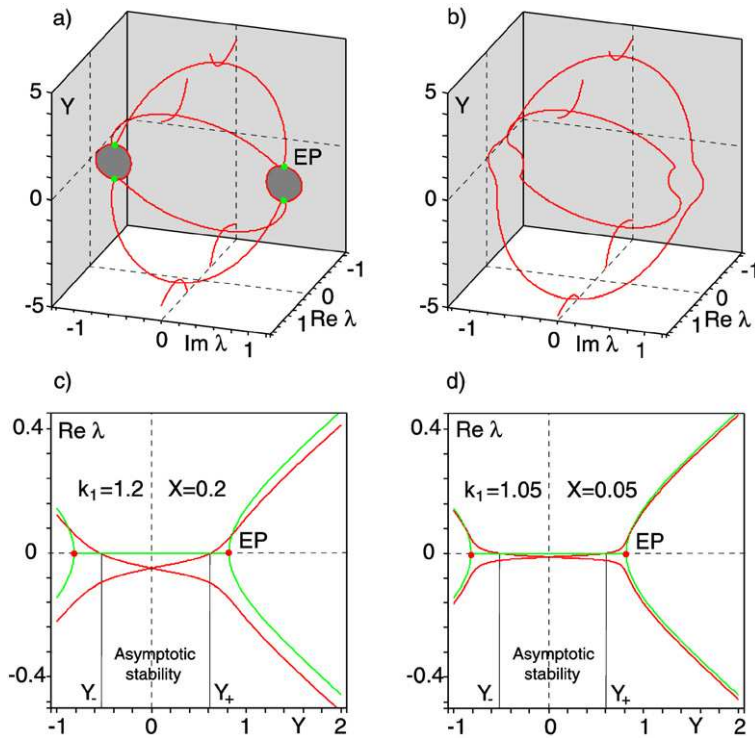 a)
b)
5
Y
EP
0
-5
-1
0
Im λ
1
1
Re λ
0
-1
5
Y
0
-5
-1
0
Im λ
1
1
Re λ
0
-1
c)
0.4
Re λ
k1=1.2
X=0.2
EP
0
-0.4
Asymptotic
stability
Y-
Y+
-1
0
1
Y
2
d)
0.4
Re λ
k1=1.05
X=0.05
EP
0
-0.4
Asymptotic
stability
Y-
Y+
-1
0
1
Y
2